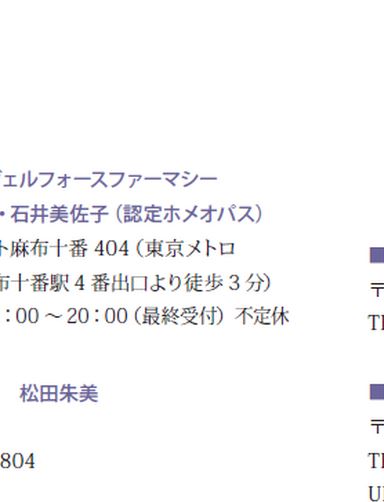 ヴェルフォースファーマシー
・石井美佐子（認定ホメオパス）
ト麻布十番 404（東京メトロ
布十番駅 4 番出口より徒歩 3 分）
：00 ～ 20：00（最終受付） 不定休
松田朱美
804
■
〒
■
〒